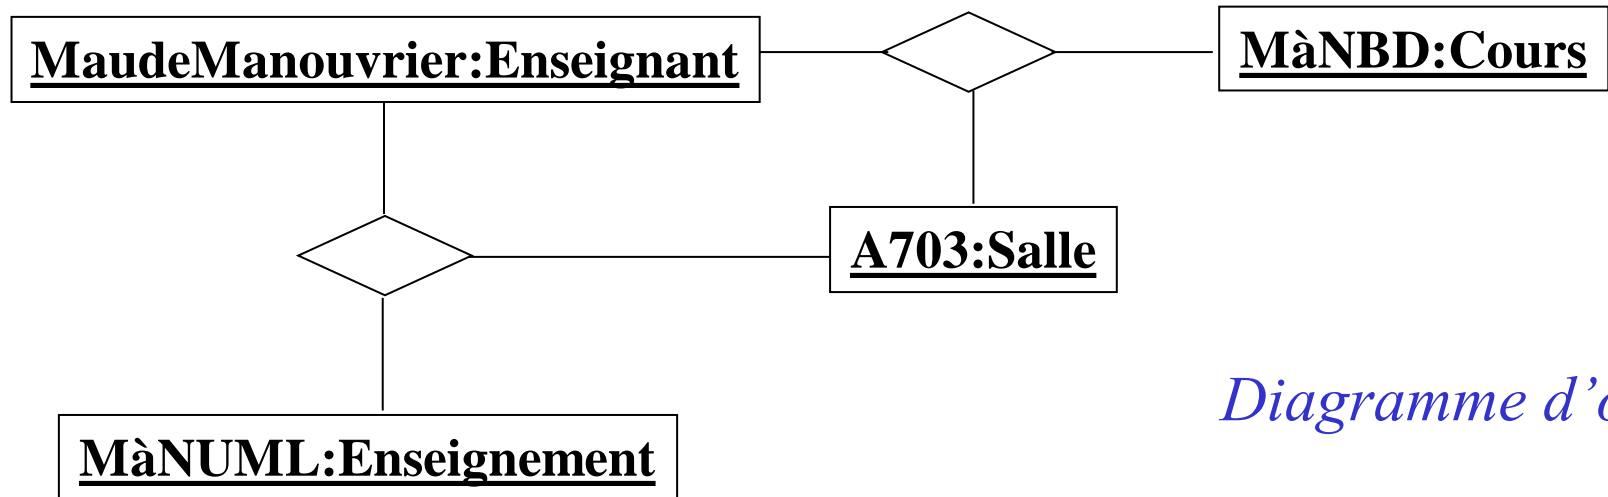 MaudeManouvrier:Enseignant
MàNBD:Cours
A703:Salle
Diagramme
MàNUML:Enseignement